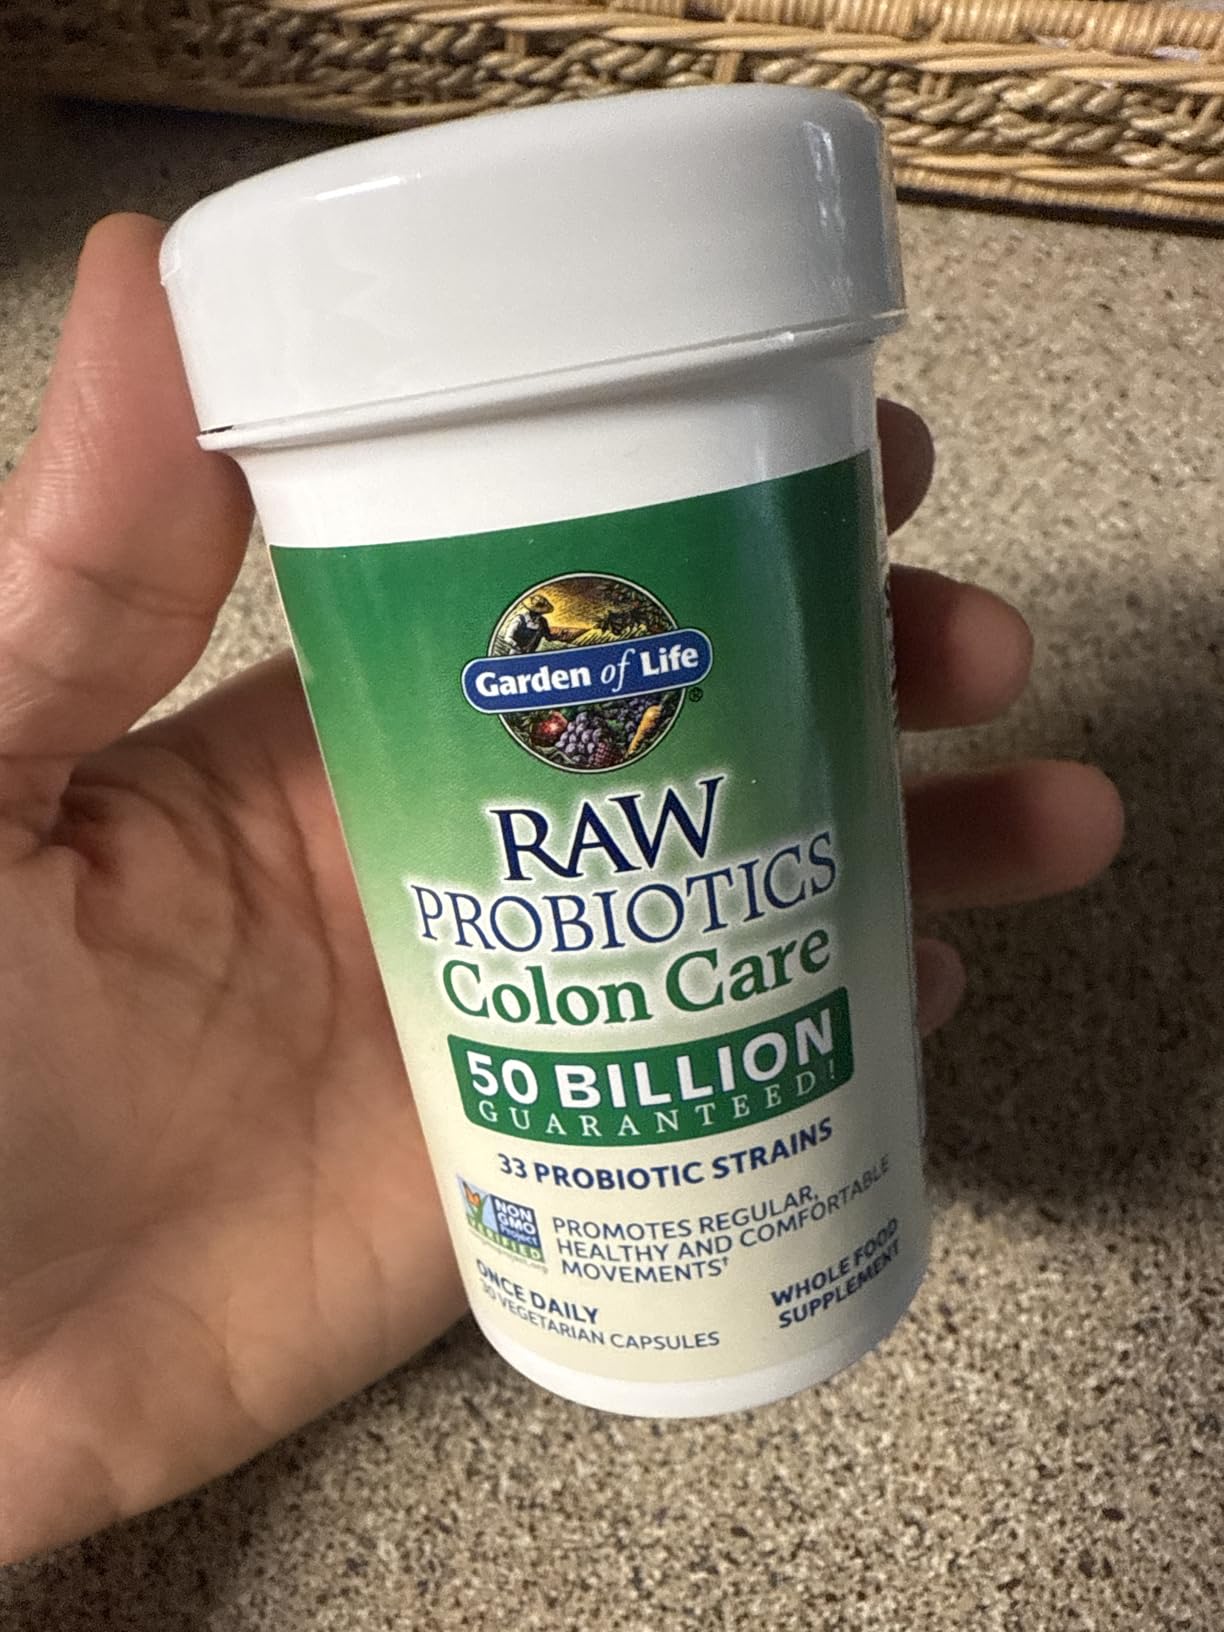 Garden of Life®
RAW
PROBIOTICS
Colon Care
50 BILLION
GUARANTEED!
33 PROBIOTIC STRAINS
NON
GMO
Project
VERIFIED
PROMOTES REGULAR,
HEALTHY AND COMFORTABLE
MOVEMENTS†
ONCE DAILY
30 VEGETARIAN CAPSULES
WHOLE FOOD
SUPPLEMENT